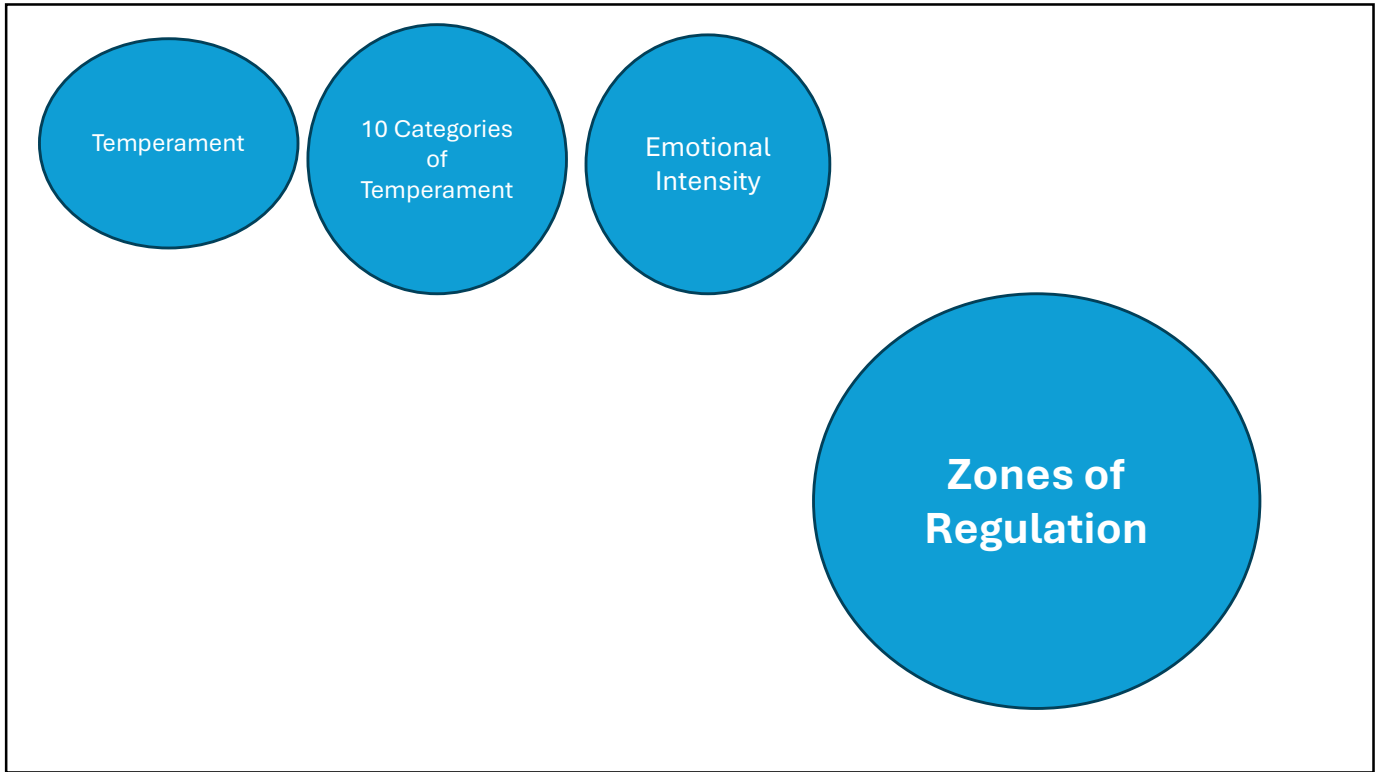 Temperament
10 Categories
of
Temperament
Emotional
Intensity
Zones of
Regulation